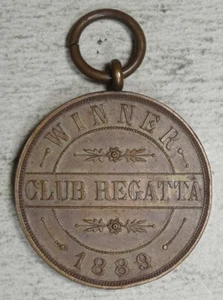 WINNER
CLUB REGATTA
1889